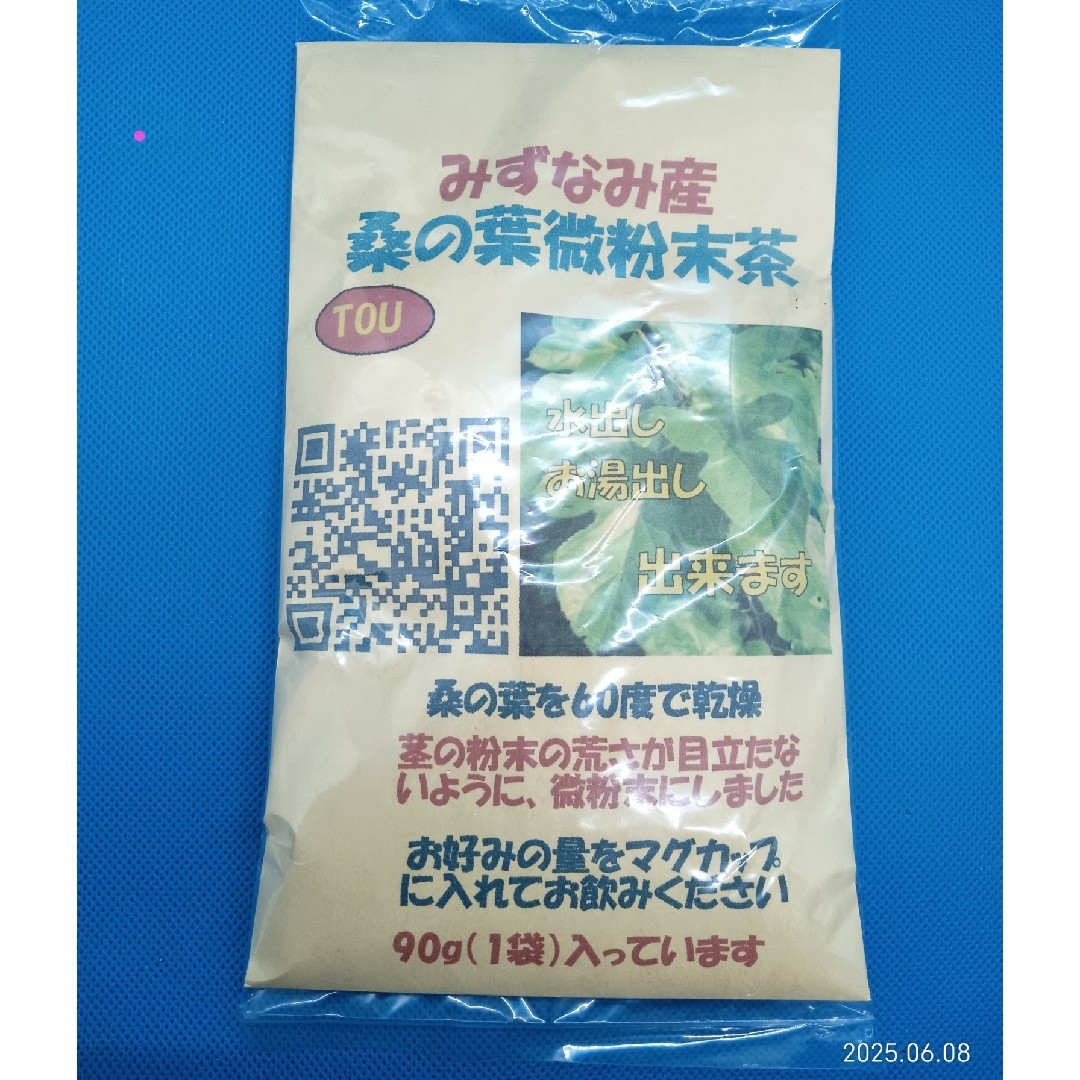 みずなみ産
桑の葉微粉末茶
TOU
水出し
お湯出し
出来ます
桑の葉を60度で乾燥
茎の粉末の荒さが目立たな
いように、微粉末にしました
お好みの量をマグカップ
に入れてお飲みください
90g(1袋)入っています
2025.06.08